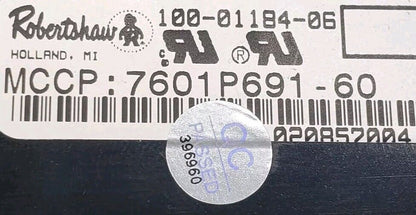 Robertshaw 100-01184-06
HOLLAND, MI
MCCP: 7601P691-60
020857004
QC
PASSED
396960